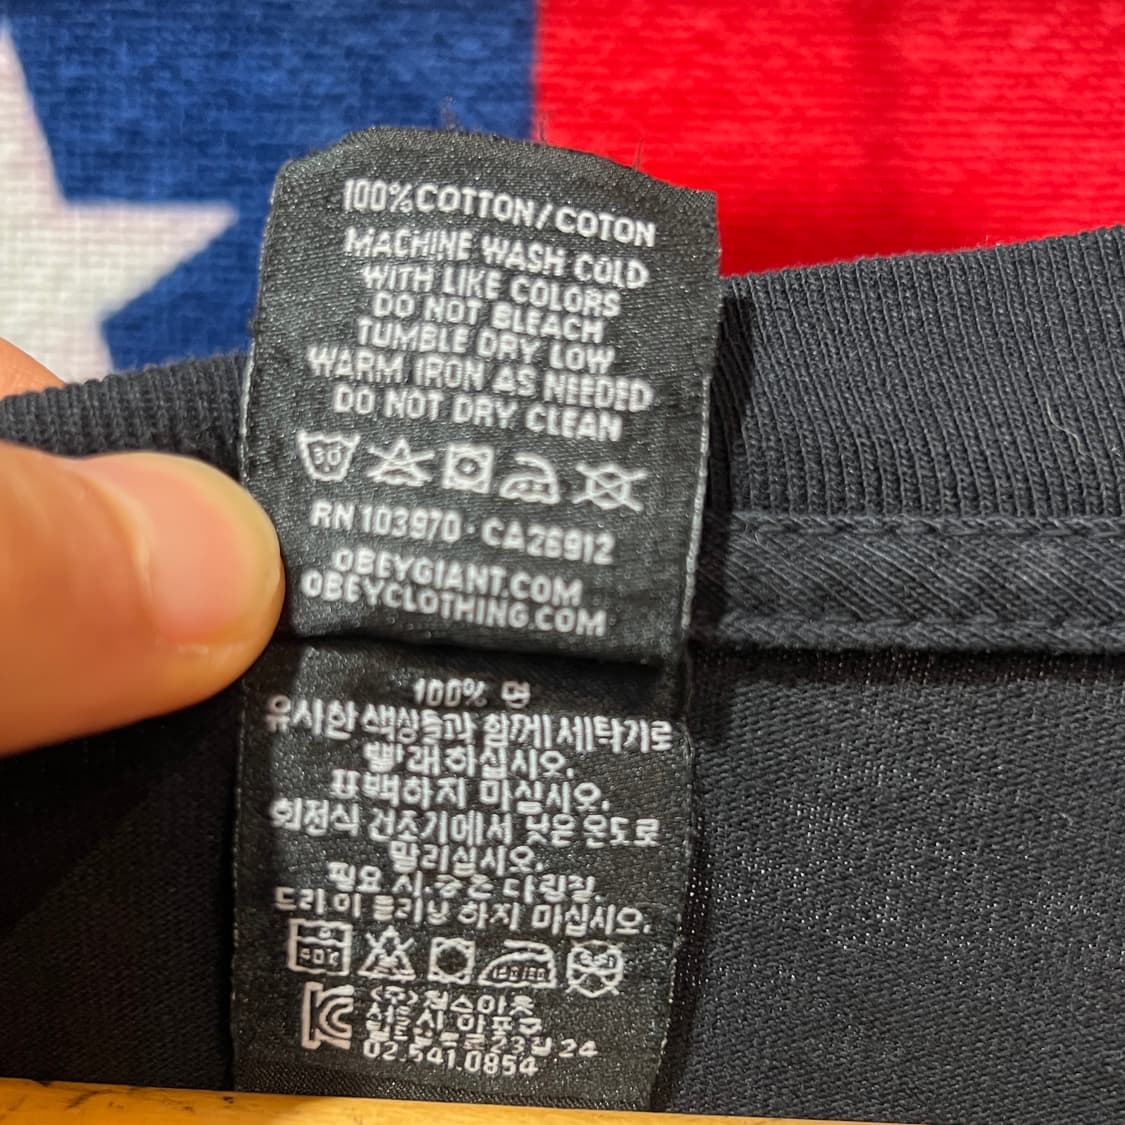 100% COTTON/COTON
MACHINE WASH COLD
WITH LIKE COLORS
DO NOT BLEACH
TUMBLE DRY LOW
WARM IRON AS NEEDED
DO NOT DRY CLEAN
30
RN 103970 · CA26912
OBEYGIANT.COM
OBEYCLOTHING.COM
100% 면
유사한 색상들과 함께 세탁기로
빨래하십시오.
표백하지 마십시오.
회전식 건조기에서 낮은 온도로
말리십시오.
필요시.중온 다림질.
드라이 클리닝 하지 마십시오.
02.541.0854